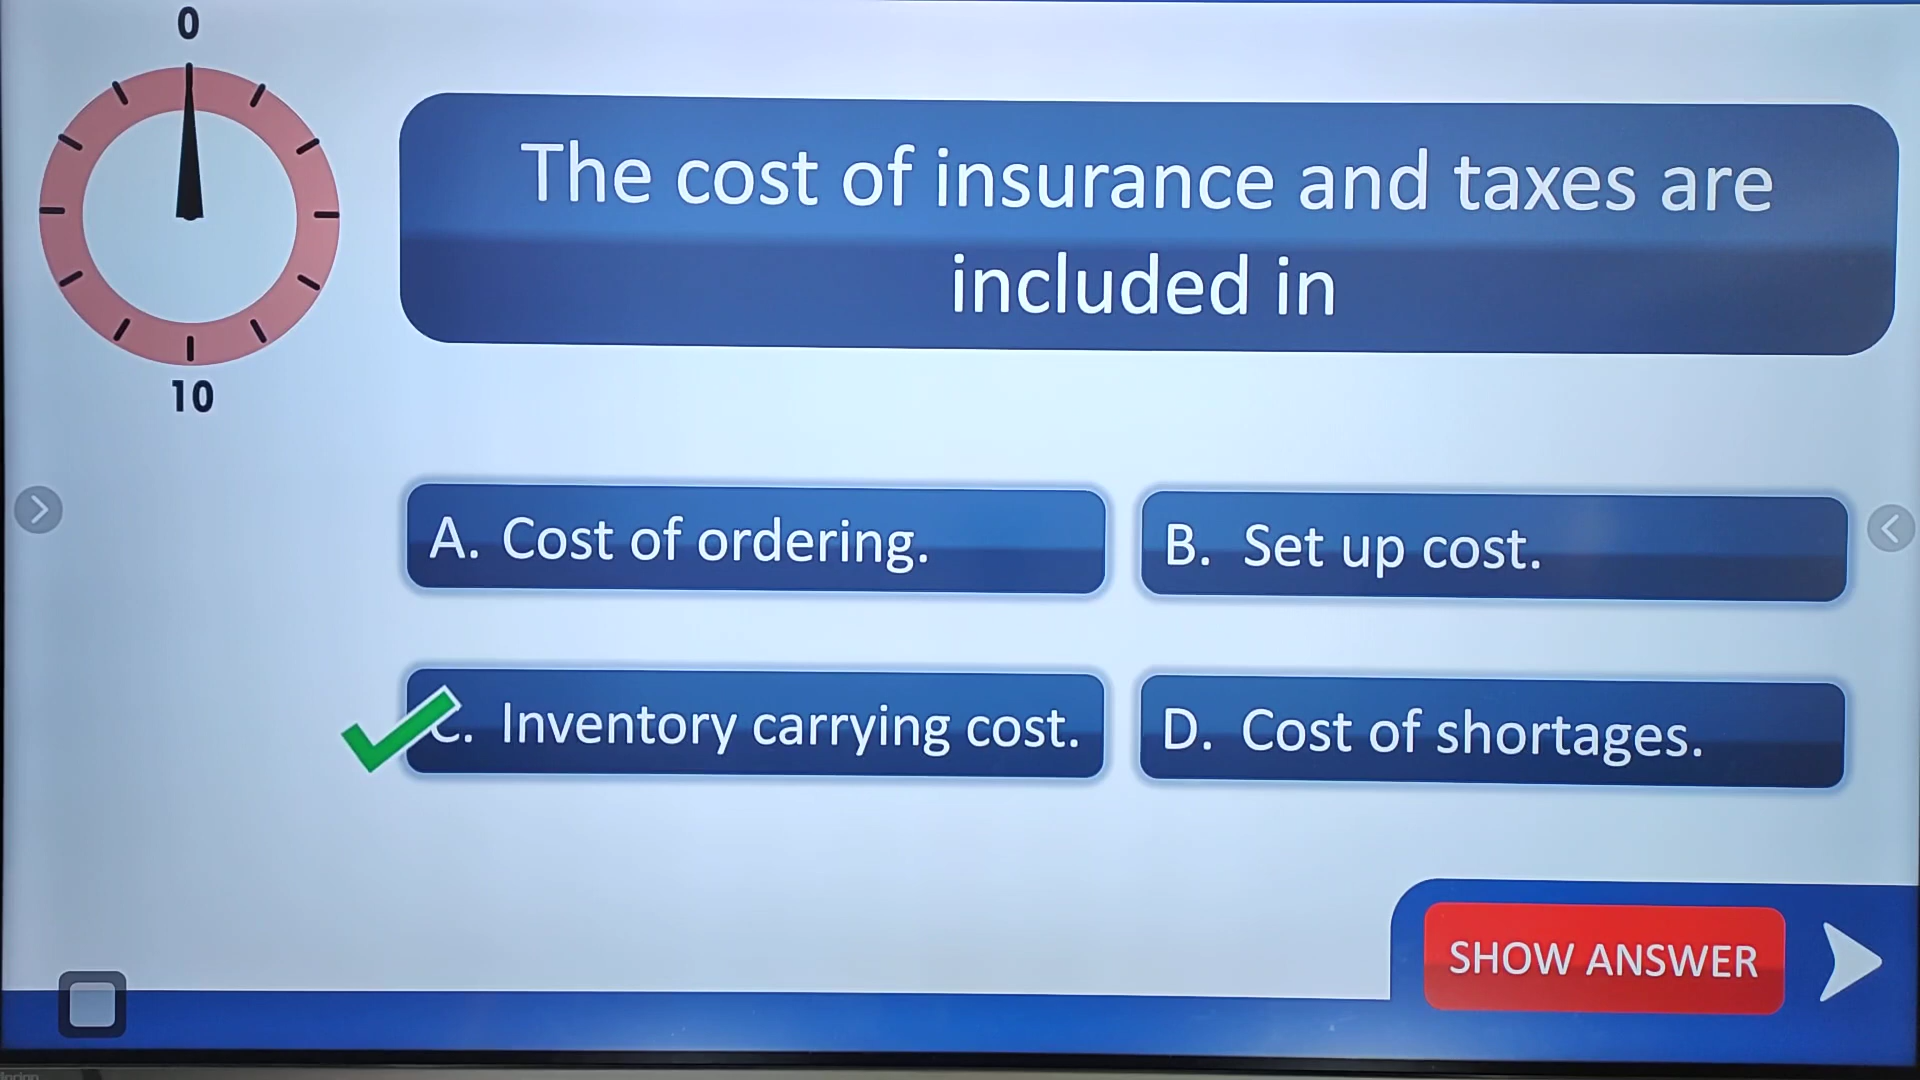 0
10
The cost of insurance and taxes are
included in
A. Cost of ordering.
B. Set up cost.
C. Inventory carrying cost.
D. Cost of shortages.
SHOW ANSWER